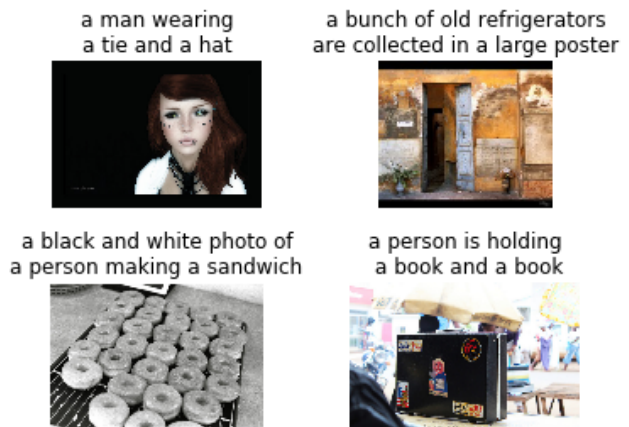 a man wearing
a tie and a hat
a bunch of old refrigerators
are collected in a large poster
a black and white photo of
a person making a sandwich
a person is holding
a book and a book